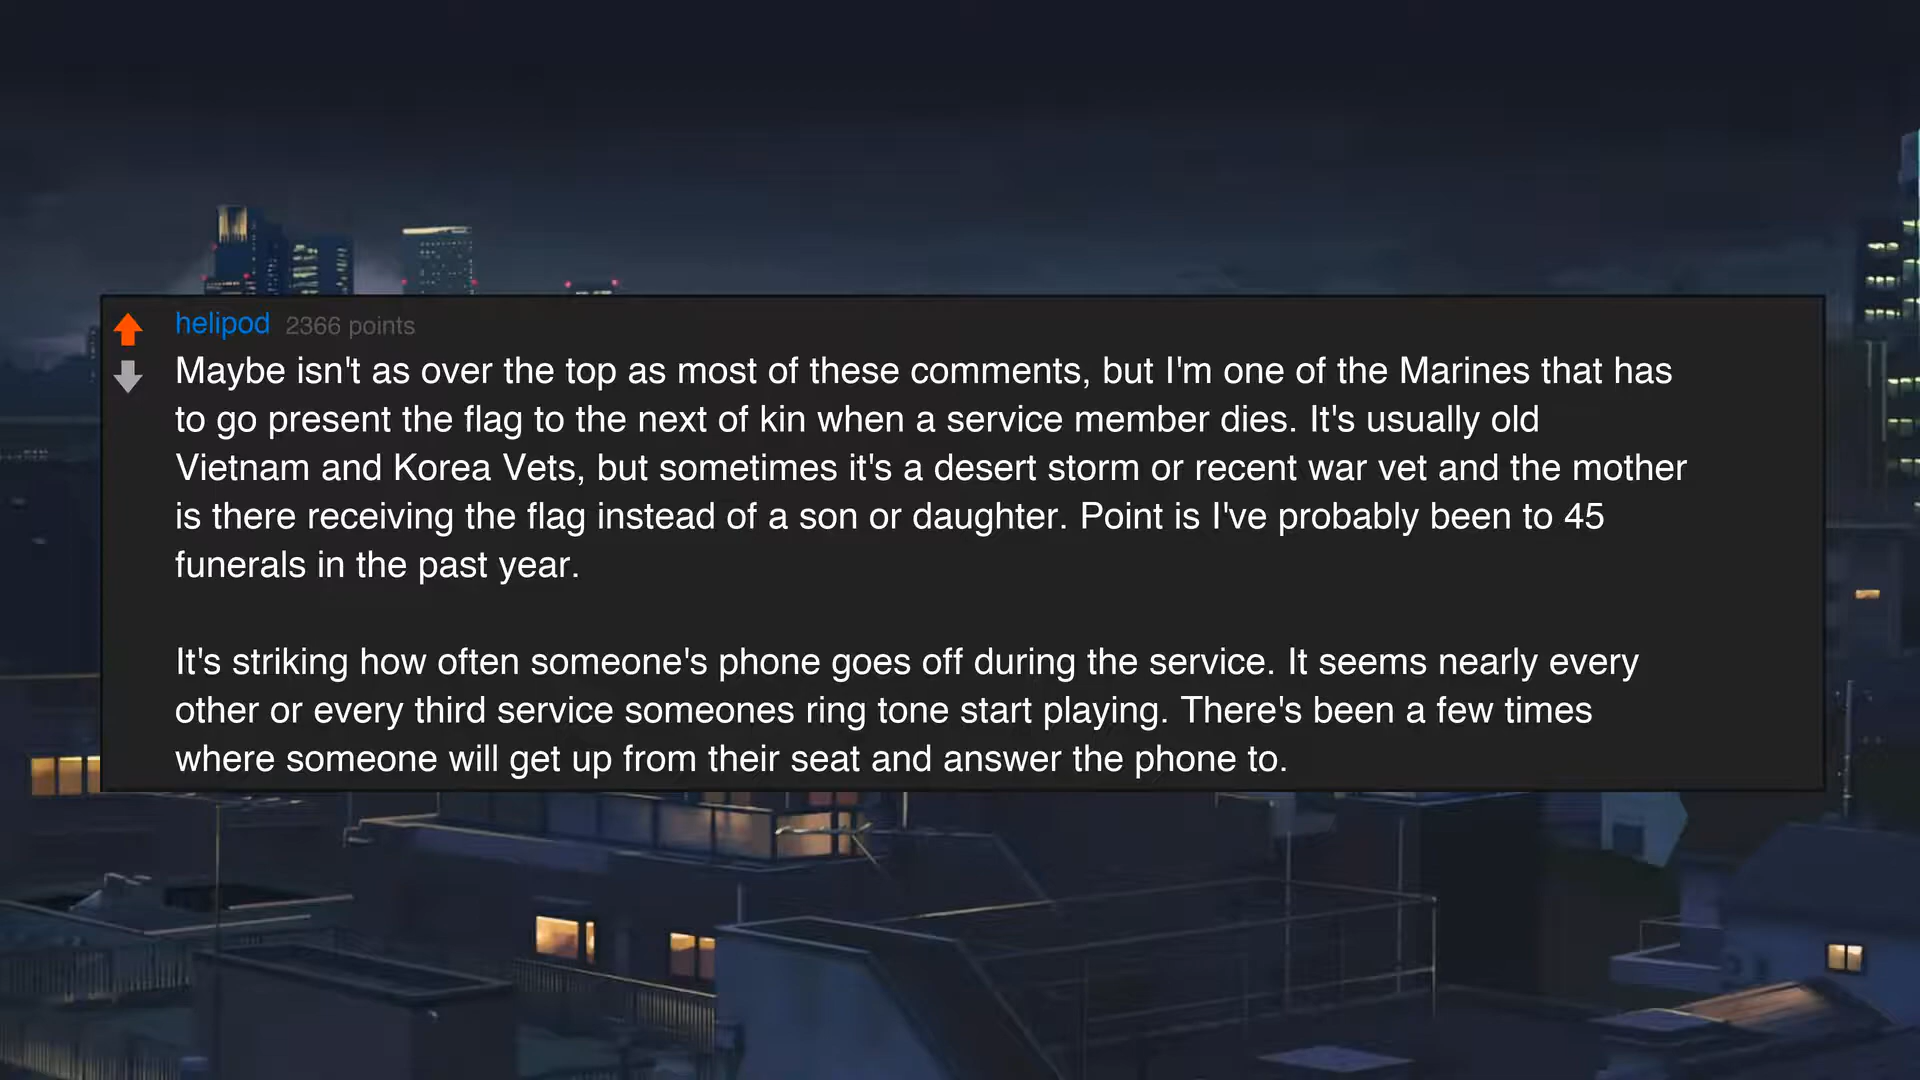 helipod 2366 points
Maybe isn't as over the top as most of these comments, but I'm one of the Marines that has
to go present the flag to the next of kin when a service member dies. It's usually old
Vietnam and Korea Vets, but sometimes it's a desert storm or recent war vet and the mother
is there receiving the flag instead of a son or daughter. Point is I've probably been to 45
funerals in the past year.
It's striking how often someone's phone goes off during the service. It seems nearly every
other or every third service someones ring tone start playing. There's been a few times
where someone will get up from their seat and answer the phone to.